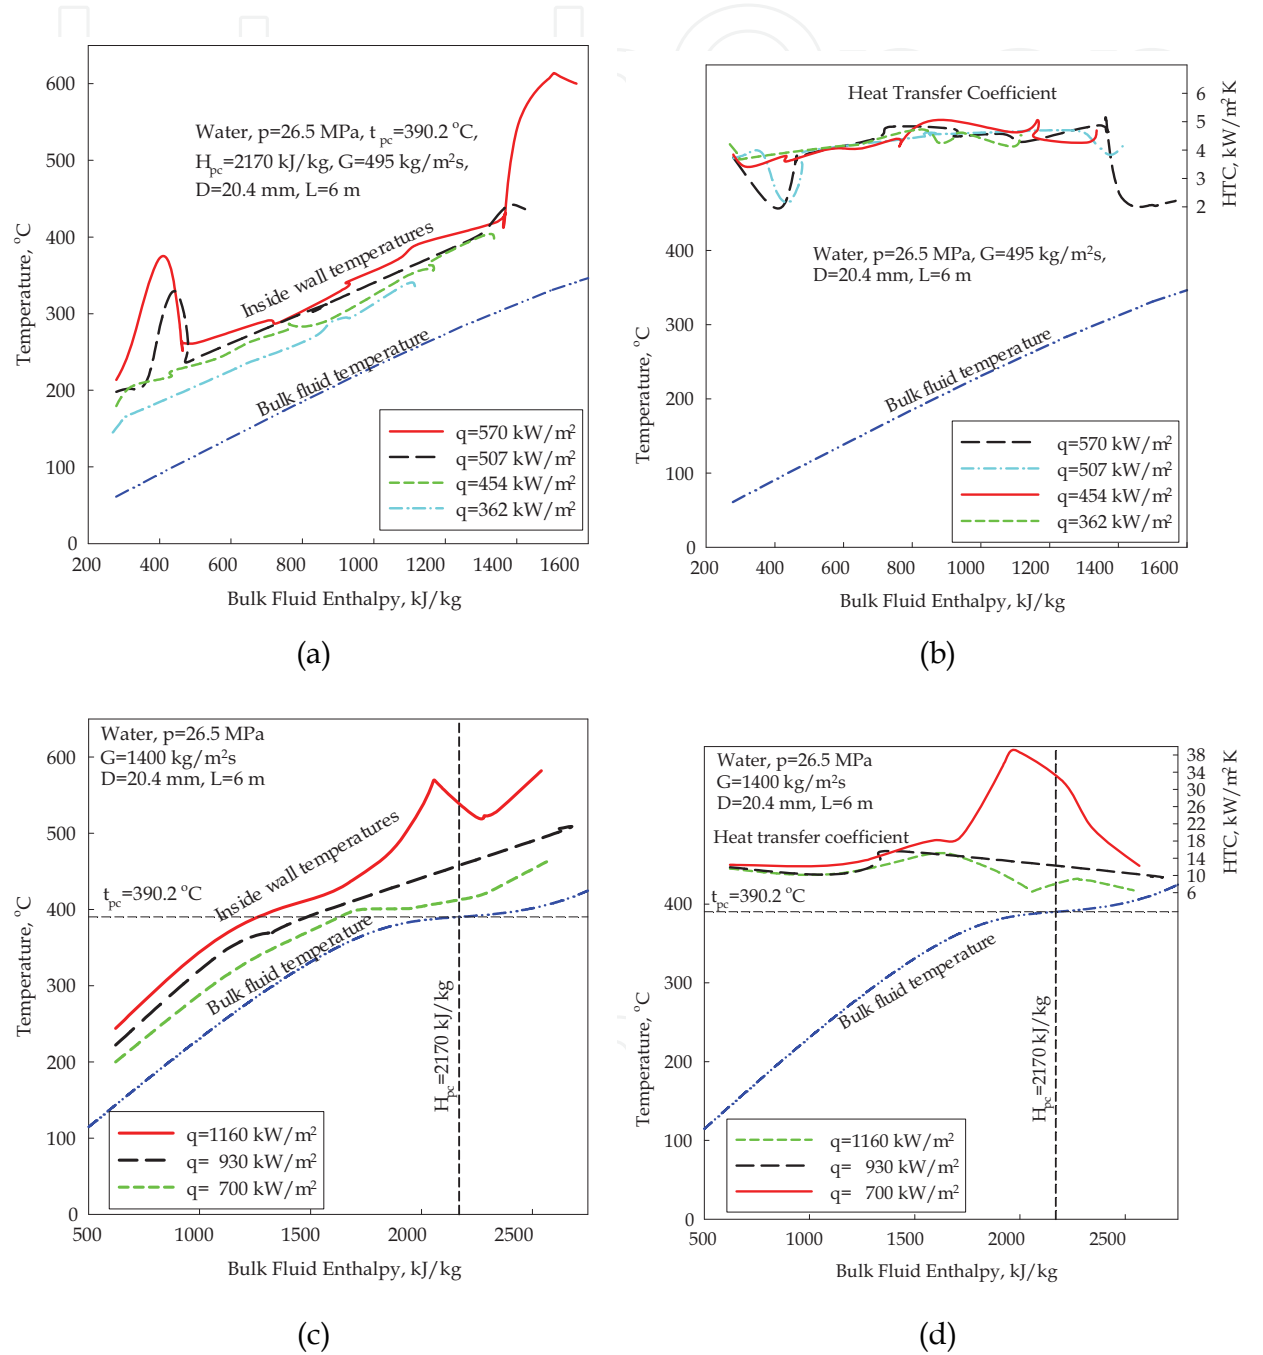 600
500
400
300
200
100
0
Temperature, °C
Water, p=26.5 MPa, t pc=390.2 °C,
Hpc=2170 kJ/kg, G=495 kg/m²s,
D=20.4 mm, L=6 m
Inside wall temperatures
Bulk fluid temperature
q=570 kW/m²
q=507 kW/m²
q=454 kW/m²
q=362 kW/m²
200 400 600 800 1000 1200 1400 1600
Bulk Fluid Enthalpy, kJ/kg
(a)
Heat Transfer Coefficient
6
5
4
3
2
HTC, kW/m² K
Water, p=26.5 MPa, G=495 kg/m²s,
D=20.4 mm, L=6 m
400
300
200
100
0
Temperature, °C
Bulk fluid temperature
q=570 kW/m²
q=507 kW/m²
q=454 kW/m²
q=362 kW/m²
200 400 600 800 1000 1200 1400 1600
Bulk Fluid Enthalpy, kJ/kg
(b)
Water, p=26.5 MPa
G=1400 kg/m²s
D=20.4 mm, L=6 m
600
500
400
300
200
100
0
Temperature, °C
Inside wall temperatures
tpc=390.2 °C
Bulk fluid temperature
Hpc=2170 kJ/kg
q=1160 kW/m²
q= 930 kW/m²
q= 700 kW/m²
500 1000 1500 2000 2500
Bulk Fluid Enthalpy, kJ/kg
(c)
Water, p=26.5 MPa
G=1400 kg/m²s
D=20.4 mm, L=6 m
Heat transfer coefficient
38
34
28
22
18
14
10
6
HTC, kW/m² K
tpc=390.2 °C
400
300
200
100
0
Temperature, °C
Bulk fluid temperature
Hpc=2170 kJ/kg
q=1160 kW/m²
q= 930 kW/m²
q= 700 kW/m²
500 1000 1500 2000 2500
Bulk Fluid Enthalpy, kJ/kg
(d)